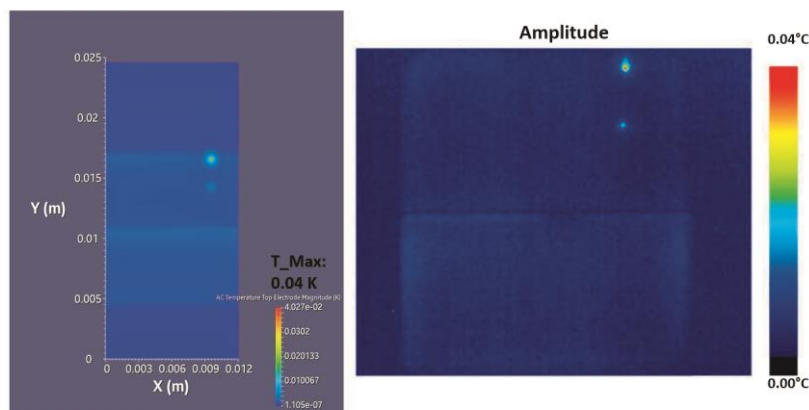 0.025
0.02
0.015
Y (m)
0.01
0.005
0
0 0.003 0.006 0.009 0.012
X (m)
T_Max:
0.04 K
AC Temperature Top Electrode Magnitude (K)
4.027e-02
0.0302
0.020133
0.010067
1.105e-07
Amplitude
0.04°C
0.00°C